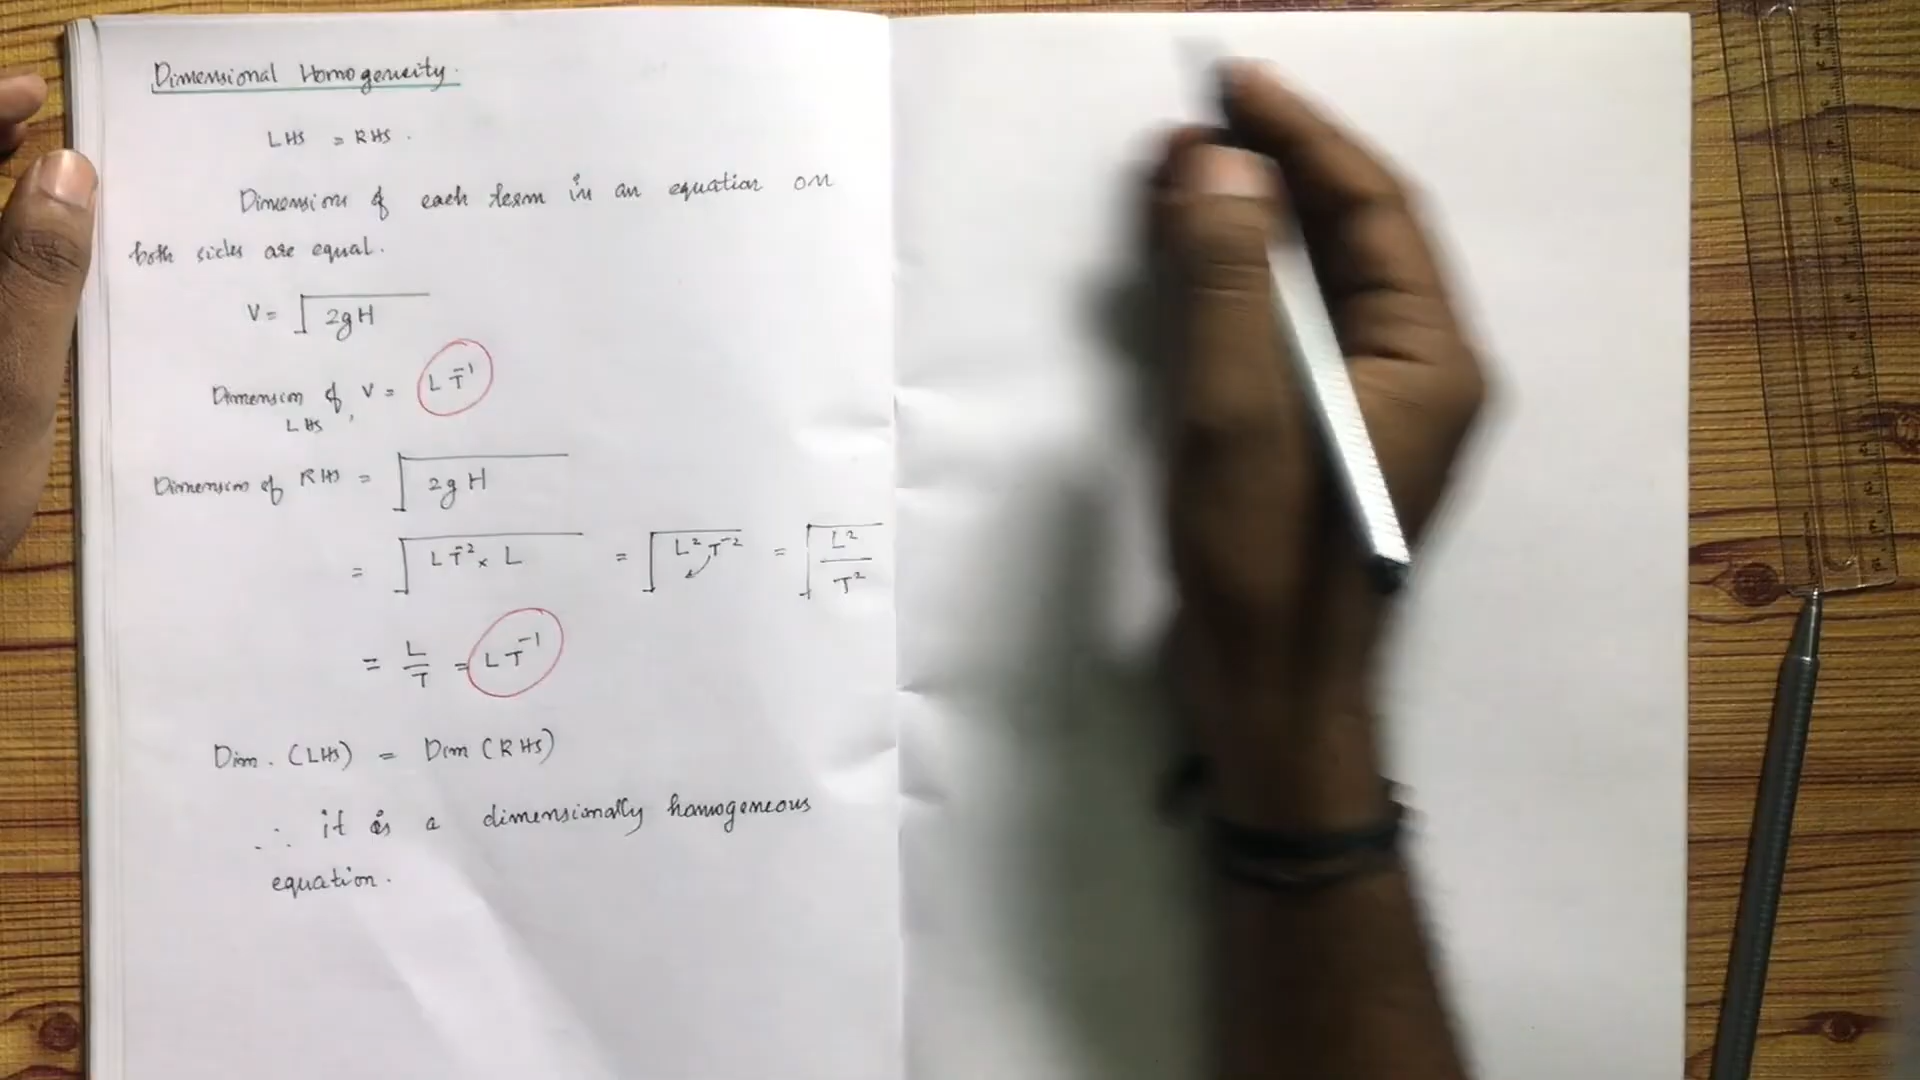 Dimensional Homogeneity.
LHS = RHS.
Dimensions of each term in an equation on
both sides are equal.
V = √2gH
Dimension of V = LT⁻¹
LHS,
Dimension of RHS = √2gH
= √LT⁻² × L = √L²T⁻² = √L²/T²
= L/T = LT⁻¹
Dim. (LHS) = Dim (RHS)
∴ it is a dimensionally homogeneous
equation.